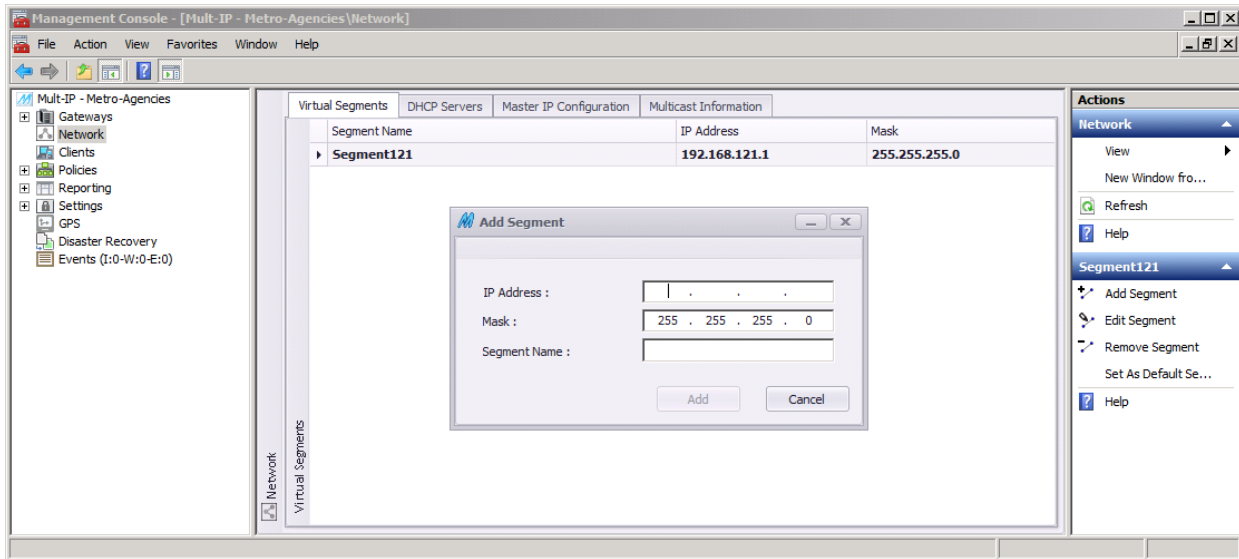 Management Console - [Mult-IP - Metro-Agencies\Network]
File Action View Favorites Window Help
Mult-IP - Metro-Agencies
Gateways
Network
Clients
Policies
Reporting
Settings
GPS
Disaster Recovery
Events (I:0-W:0-E:0)
Network
Virtual Segments
Virtual Segments DHCP Servers Master IP Configuration Multicast Information
Segment Name IP Address Mask
Segment121 192.168.121.1 255.255.255.0
Add Segment
IP Address : . . .
Mask : 255 . 255 . 255 . 0
Segment Name :
Add Cancel
Actions
Network
View
New Window fro...
Refresh
Help
Segment121
Add Segment
Edit Segment
Remove Segment
Set As Default Se...
Help